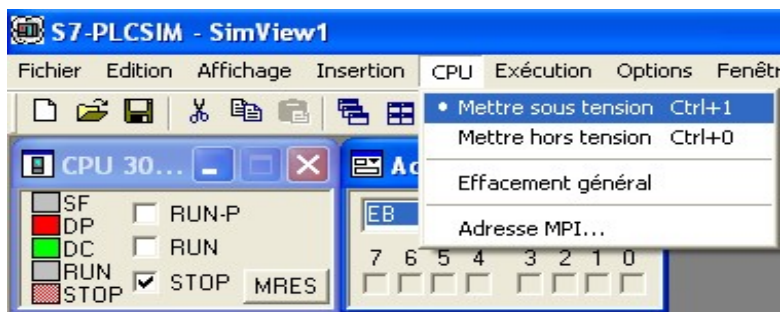 S7-PLCSIM - SimView1
Fichier Edition Affichage Insertion CPU Exécution Options
Mettre sous tension Ctrl+1
Mettre hors tension Ctrl+0
Effacement général
Adresse MPI...
CPU 30...
SF
DP
DC
RUN
STOP
RUN-P
RUN
STOP
MRES
EB
7 6 5 4 3 2 1 0